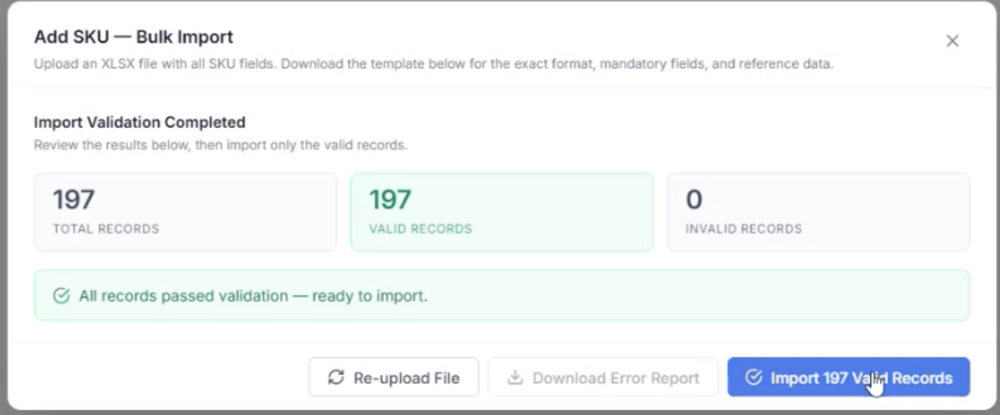 Add SKU — Bulk Import
Upload an XLSX file with all SKU fields. Download the template below for the exact format, mandatory fields, and reference data.
Import Validation Completed
Review the results below, then import only the valid records.
197
TOTAL RECORDS
197
VALID RECORDS
0
INVALID RECORDS
All records passed validation — ready to import.
Re-upload File
Download Error Report
Import 197 Valid Records